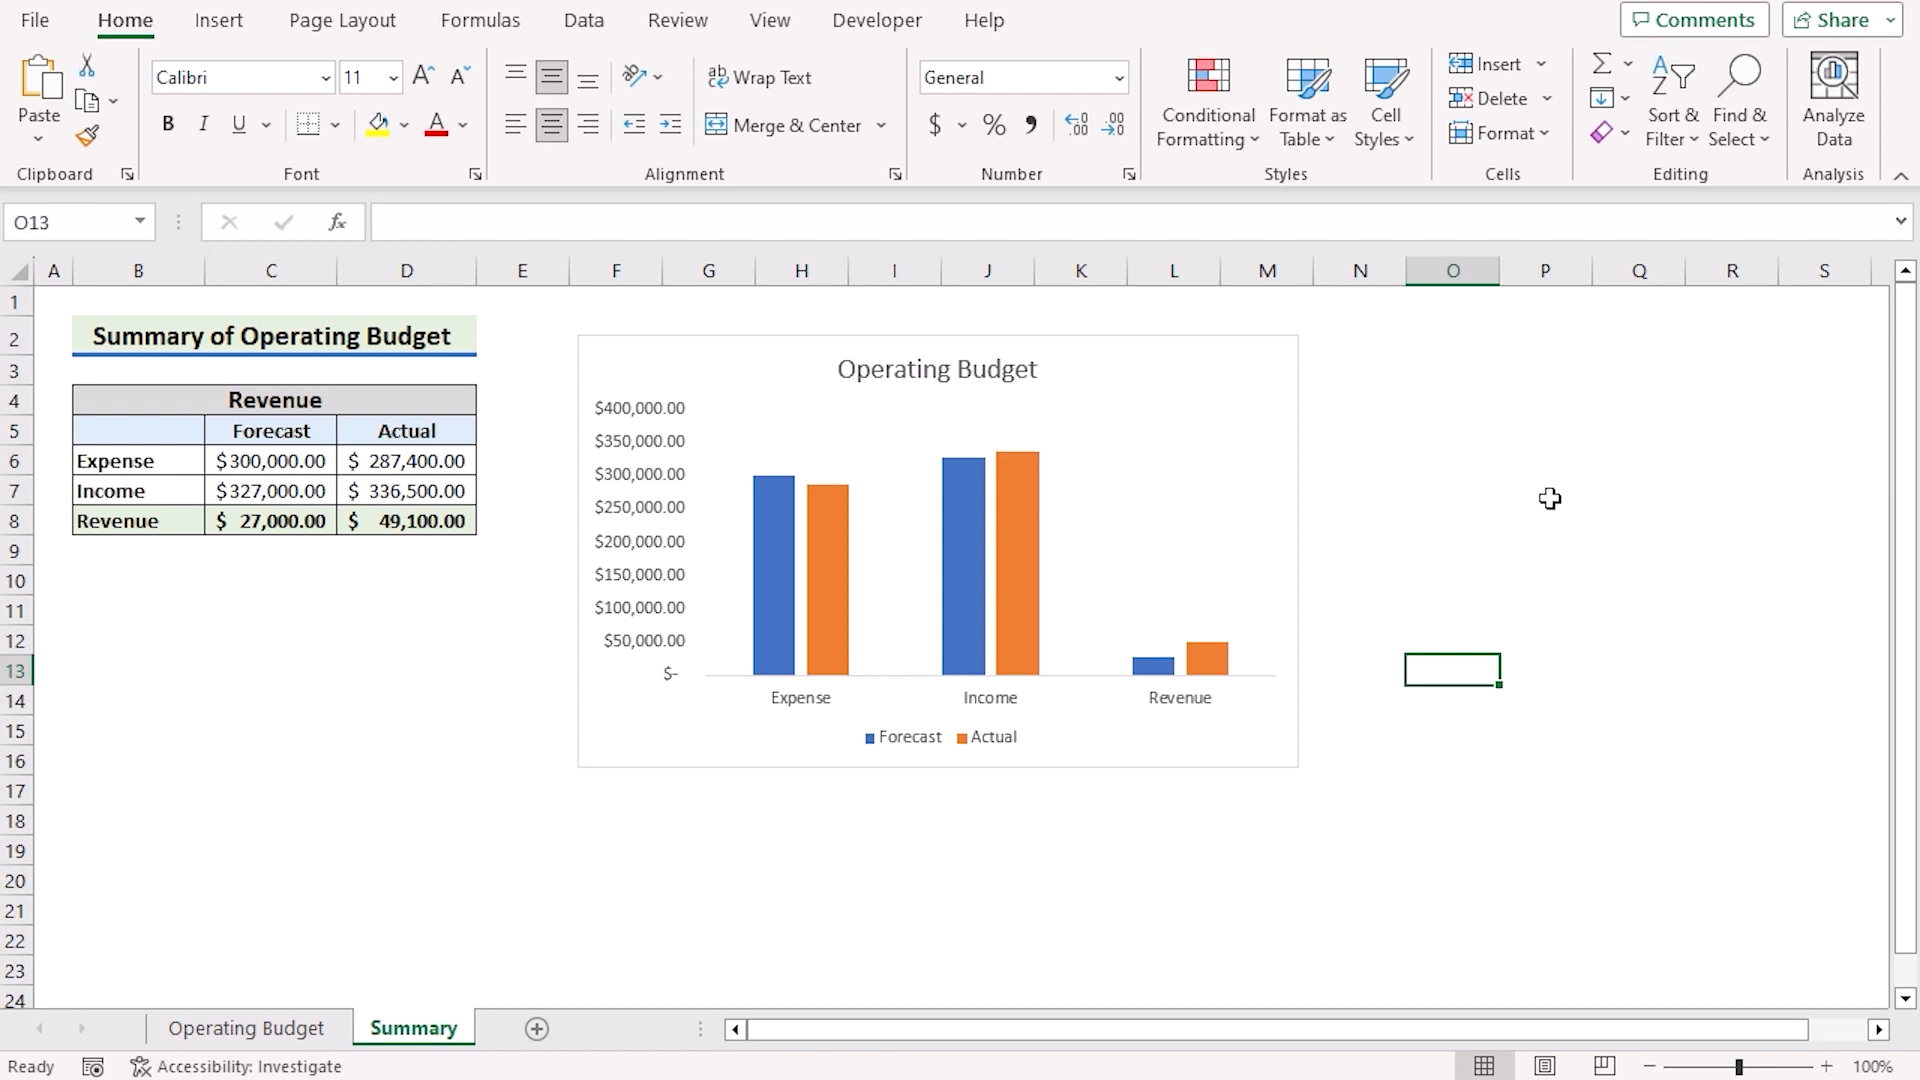 File Home Insert Page Layout Formulas Data Review View Developer Help Comments Share
Calibri 11 A A ab Wrap Text General Insert Σ A
Z
Paste B I U A Merge & Center $ % 9 .00 .00 Conditional Format as Cell Delete Sort & Find & Analyze
Formatting Table Styles Format Filter Select Data
Clipboard Font Alignment Number Styles Cells Editing Analysis
O13 fx
A B C D E F G H I J K L M N O P Q R S
1
2 Summary of Operating Budget
3
4 Revenue
5 Forecast Actual
6 Expense $300,000.00 $ 287,400.00
7 Income $327,000.00 $ 336,500.00
8 Revenue $ 27,000.00 $ 49,100.00
9
10
11
12
13
14
15
16
17
18
19
20
21
22
23
24
Operating Budget
$400,000.00
$350,000.00
$300,000.00
$250,000.00
$200,000.00
$150,000.00
$100,000.00
$50,000.00
$-
Expense Income Revenue
Forecast Actual
Operating Budget Summary
Ready Accessibility: Investigate 100%